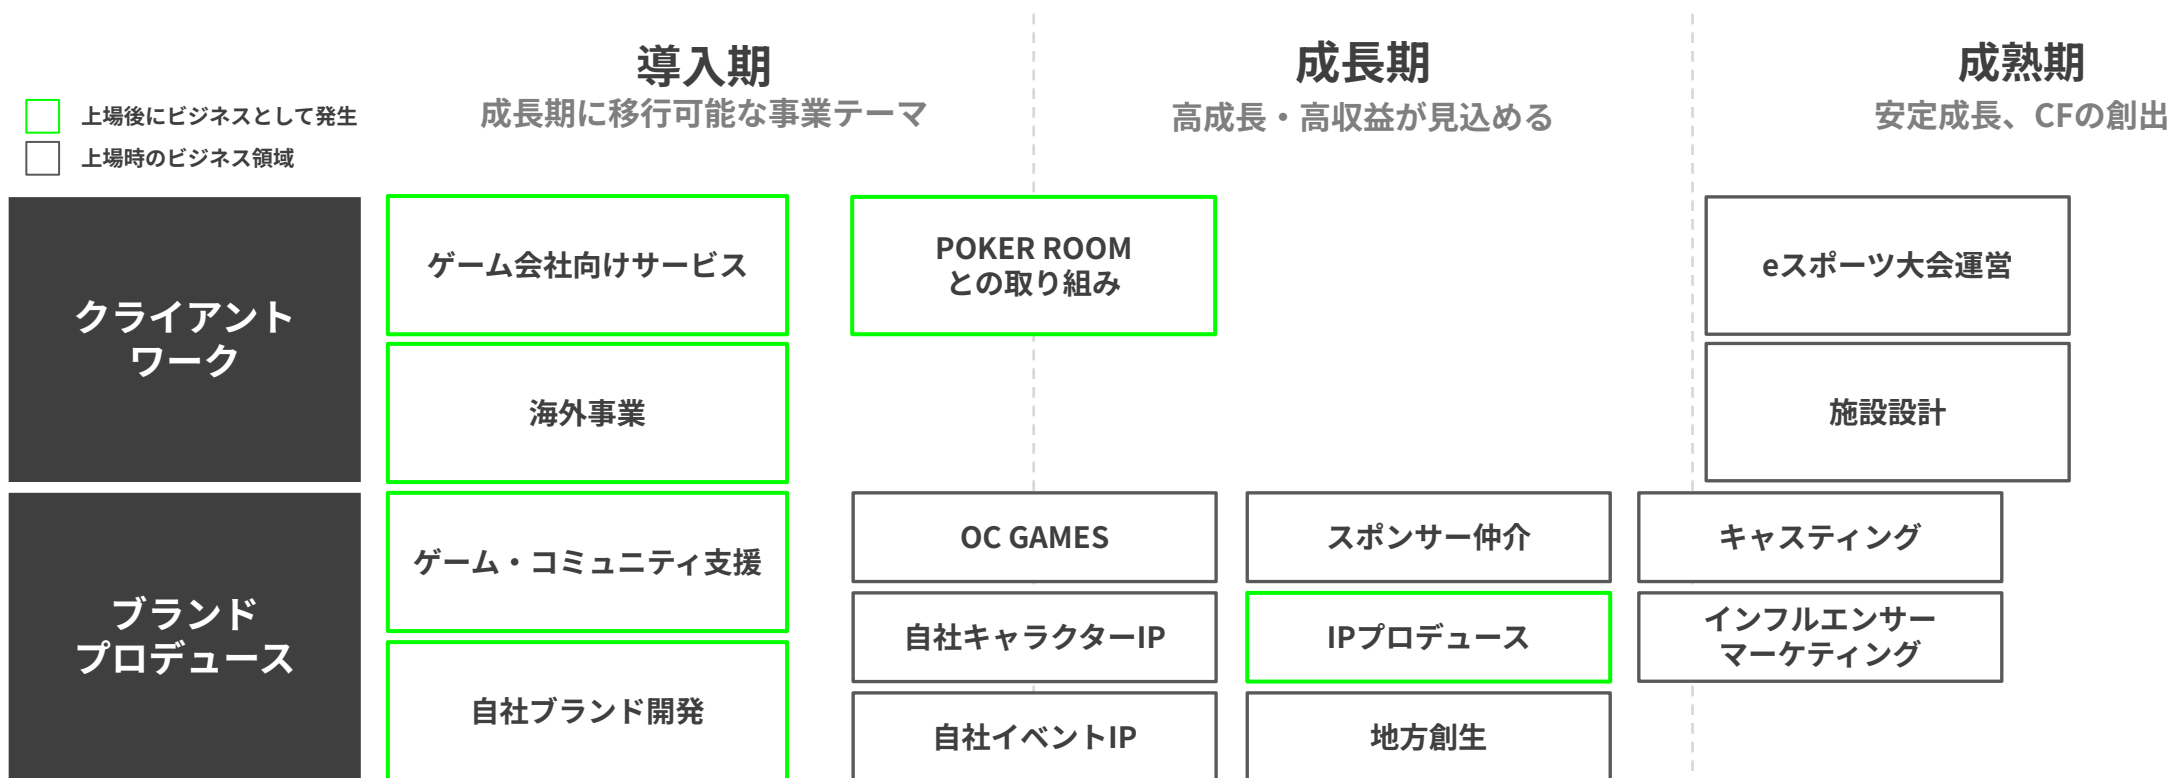 導入期
成長期に移行可能な事業テーマ
成長期
高成長・高収益が見込める
成熟期
安定成長、CFの創出
上場後にビジネスとして発生
上場時のビジネス領域
クライアント
ワーク
ゲーム会社向けサービス
POKER ROOM
との取り組み
eスポーツ大会運営
海外事業
施設設計
ブランド
プロデュース
ゲーム・コミュニティ支援
OC GAMES
スポンサー仲介
キャスティング
自社キャラクターIP
IPプロデュース
インフルエンサー
マーケティング
自社ブランド開発
自社イベントIP
地方創生